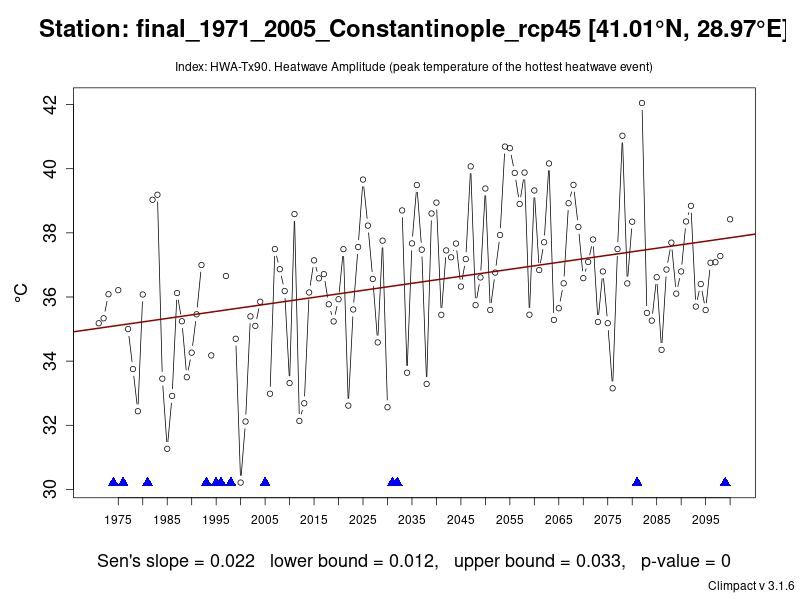 Station: final_1971_2005_Constantinople_rcp45 [41.01°N, 28.97°E]
Index: HWA-Tx90. Heatwave Amplitude (peak temperature of the hottest heatwave event)
42
40
38
36
34
32
30
°C
1975 1985 1995 2005 2015 2025 2035 2045 2055 2065 2075 2085 2095
Sen's slope = 0.022 lower bound = 0.012, upper bound = 0.033, p-value = 0
Climpact v 3.1.6